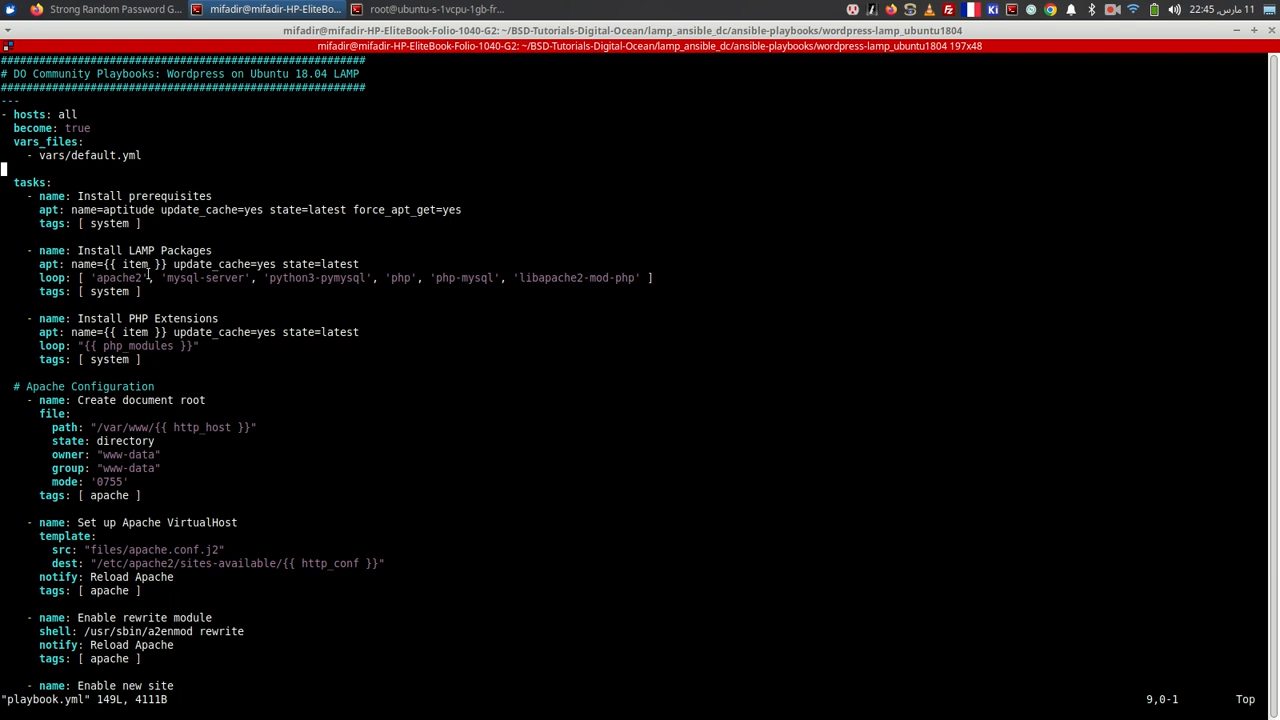 Strong Random Password G...
mifadir@mifadir-HP-EliteBoo...
root@ubuntu-s-1vcpu-1gb-fr...
Ki
11 مارس, 22:45
mifadir@mifadir-HP-EliteBook-Folio-1040-G2: ~/BSD-Tutorials-Digital-Ocean/lamp_ansible_dc/ansible-playbooks/wordpress-lamp_ubuntu1804
mifadir@mifadir-HP-EliteBook-Folio-1040-G2: ~/BSD-Tutorials-Digital-Ocean/lamp_ansible_dc/ansible-playbooks/wordpress-lamp_ubuntu1804 197x48
#########################################################
# DO Community Playbooks: Wordpress on Ubuntu 18.04 LAMP
#########################################################
---
- hosts: all
  become: true
  vars_files:
    - vars/default.yml
  tasks:
    - name: Install prerequisites
      apt: name=aptitude update_cache=yes state=latest force_apt_get=yes
      tags: [ system ]
    - name: Install LAMP Packages
      apt: name={{ item }} update_cache=yes state=latest
      loop: [ 'apache2', 'mysql-server', 'python3-pymysql', 'php', 'php-mysql', 'libapache2-mod-php' ]
      tags: [ system ]
    - name: Install PHP Extensions
      apt: name={{ item }} update_cache=yes state=latest
      loop: "{{ php_modules }}"
      tags: [ system ]
  # Apache Configuration
    - name: Create document root
      file:
        path: "/var/www/{{ http_host }}"
        state: directory
        owner: "www-data"
        group: "www-data"
        mode: '0755'
      tags: [ apache ]
    - name: Set up Apache VirtualHost
      template:
        src: "files/apache.conf.j2"
        dest: "/etc/apache2/sites-available/{{ http_conf }}"
      notify: Reload Apache
      tags: [ apache ]
    - name: Enable rewrite module
      shell: /usr/sbin/a2enmod rewrite
      notify: Reload Apache
      tags: [ apache ]
    - name: Enable new site
"playbook.yml" 149L, 4111B
9,0-1
Top